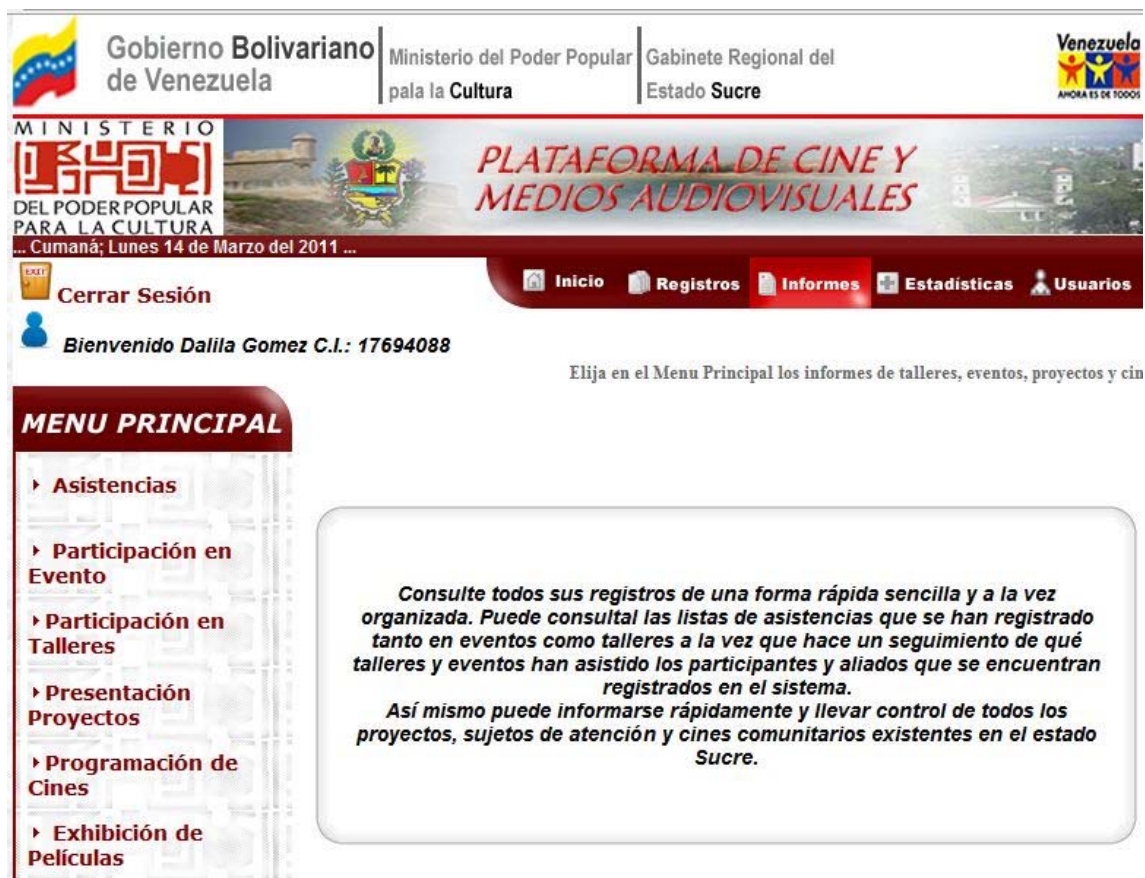 Gobierno Bolivariano
de Venezuela
Ministerio del Poder Popular
pala la Cultura
Gabinete Regional del
Estado Sucre
Venezuela
AHORA ES DE TODOS
MINISTERIO
DEL PODER POPULAR
PARA LA CULTURA
PLATAFORMA DE CINE Y
MEDIOS AUDIOVISUALES
... Cumaná; Lunes 14 de Marzo del 2011 ...
EXIT
Cerrar Sesión
Inicio
Registros
Informes
Estadísticas
Usuarios
Bienvenido Dalila Gomez C.I.: 17694088
Elija en el Menu Principal los informes de talleres, eventos, proyectos y cin
MENU PRINCIPAL
Asistencias
Participación en
Evento
Participación en
Talleres
Presentación
Proyectos
Programación de
Cines
Exhibición de
Películas
Consulte todos sus registros de una forma rápida sencilla y a la vez
organizada. Puede consultal las listas de asistencias que se han registrado
tanto en eventos como talleres a la vez que hace un seguimiento de qué
talleres y eventos han asistido los participantes y aliados que se encuentran
registrados en el sistema.
Así mismo puede informarse rápidamente y llevar control de todos los
proyectos, sujetos de atención y cines comunitarios existentes en el estado
Sucre.